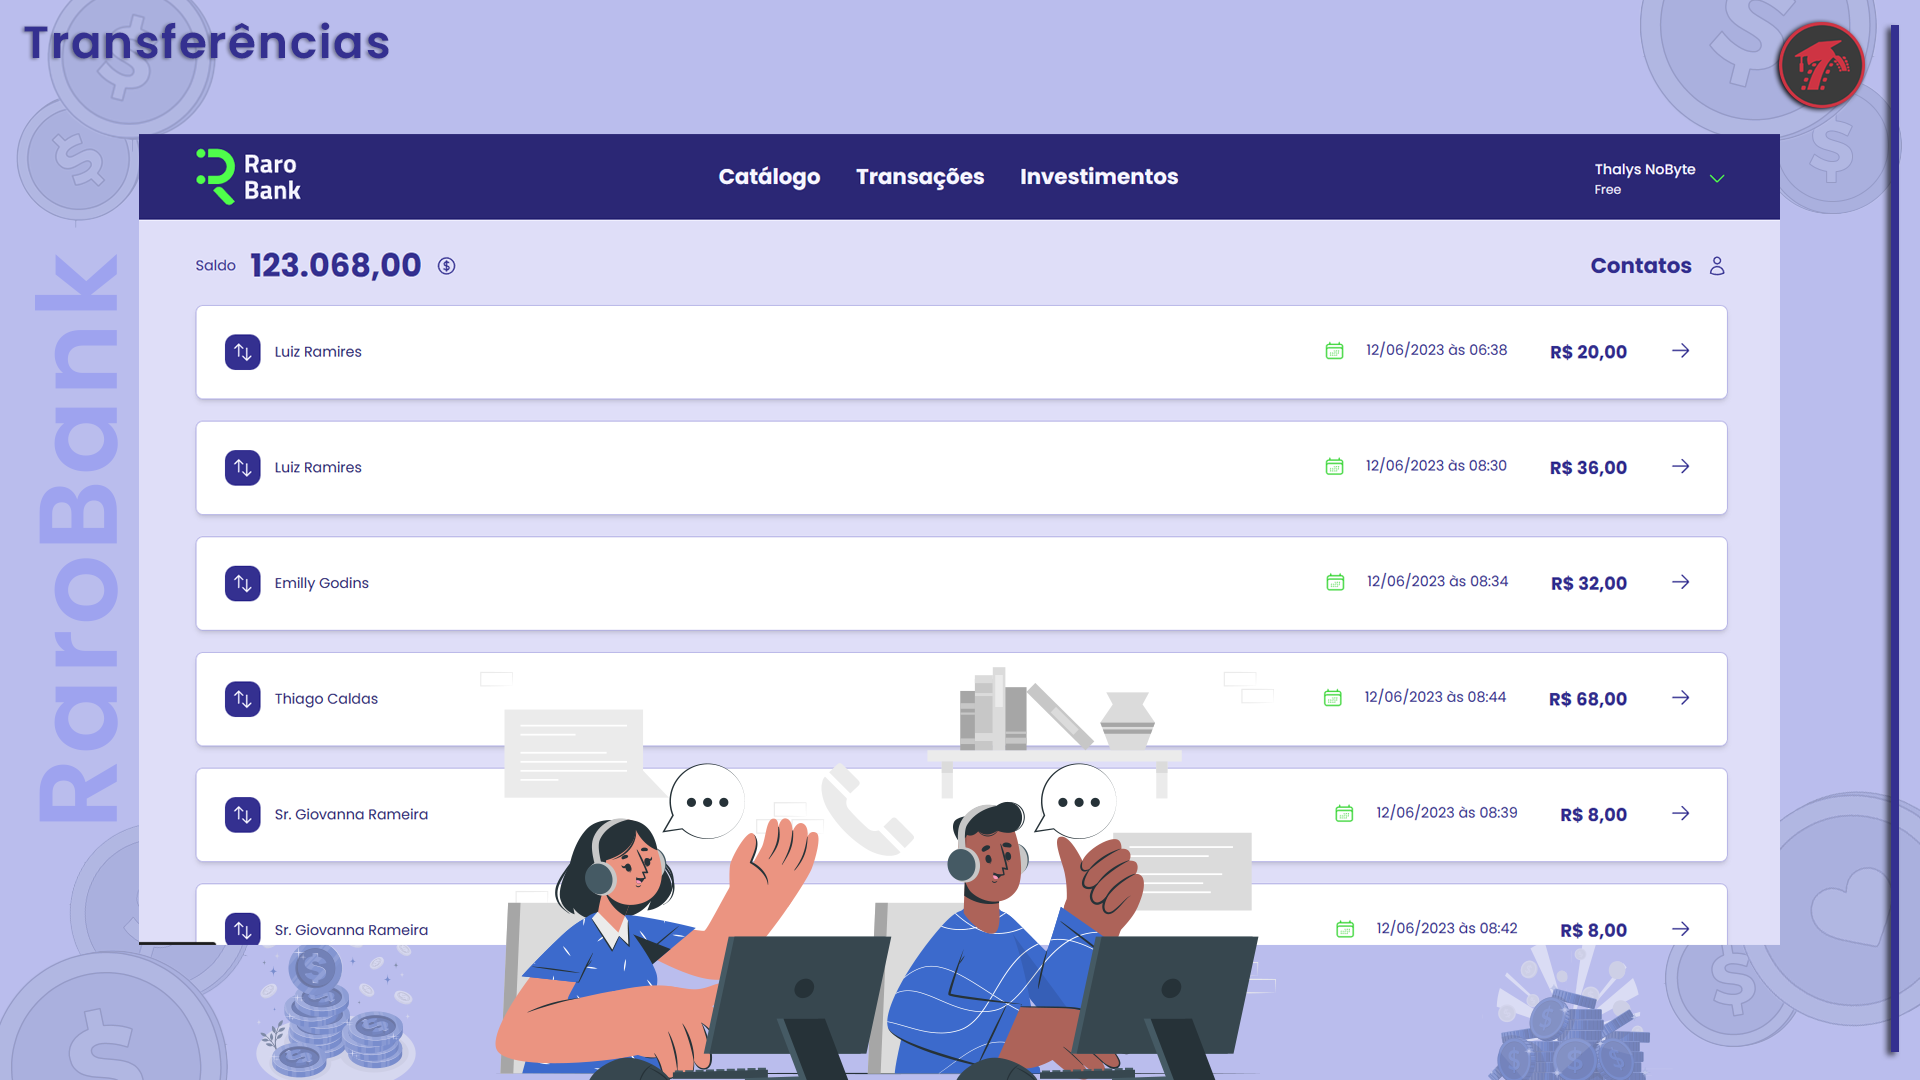 Transferências
RaroBank
Raro
Bank
Catálogo Transações Investimentos
Thalys NoByte
Free
Saldo 123.068,00
Contatos
Luiz Ramires 12/06/2023 às 06:38 R$ 20,00
Luiz Ramires 12/06/2023 às 08:30 R$ 36,00
Emilly Godins 12/06/2023 às 08:34 R$ 32,00
Thiago Caldas 12/06/2023 às 08:44 R$ 68,00
Sr. Giovanna Rameira 12/06/2023 às 08:39 R$ 8,00
Sr. Giovanna Rameira 12/06/2023 às 08:42 R$ 8,00